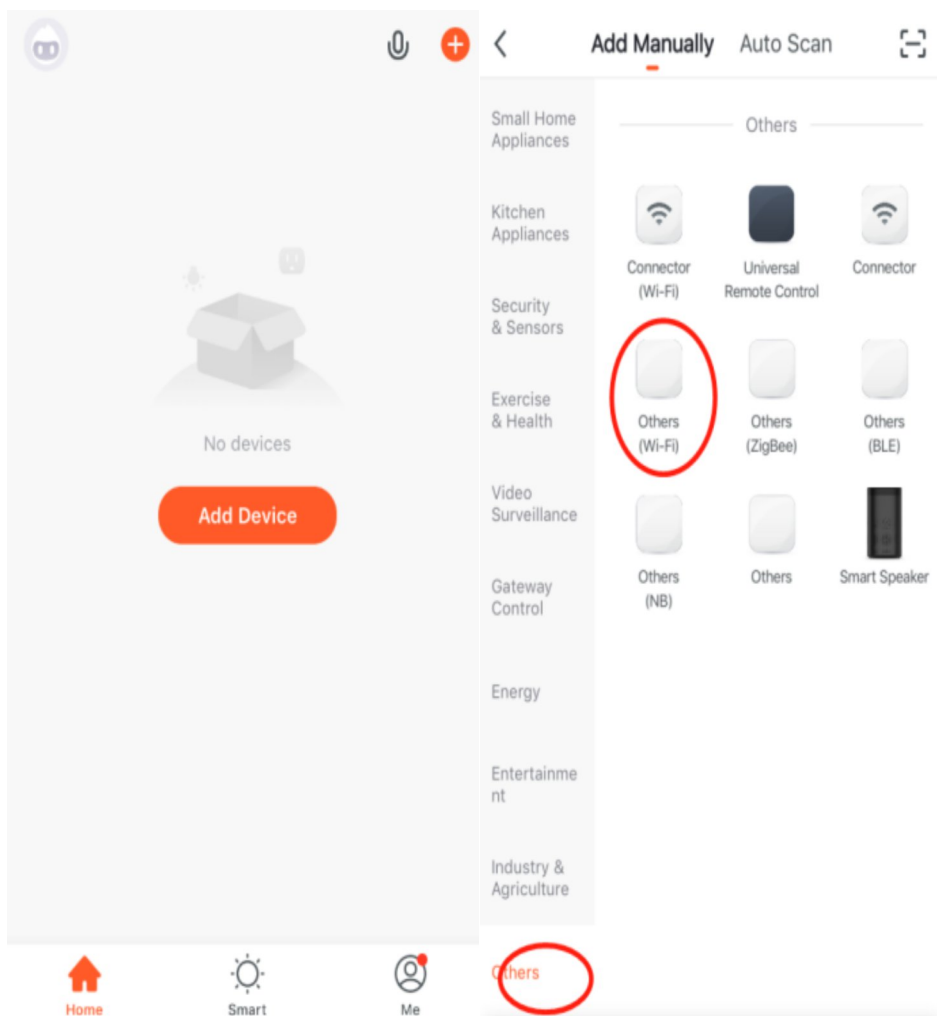 No devices
Add Device
Home
Smart
Me
Add Manually
Auto Scan
Small Home
Appliances
Kitchen
Appliances
Security
& Sensors
Exercise
& Health
Video
Surveillance
Gateway
Control
Energy
Entertainme
nt
Industry &
Agriculture
Others
Others
Connector
(Wi-Fi)
Universal
Remote Control
Connector
Others
(Wi-Fi)
Others
(ZigBee)
Others
(BLE)
Others
(NB)
Others
Smart Speaker